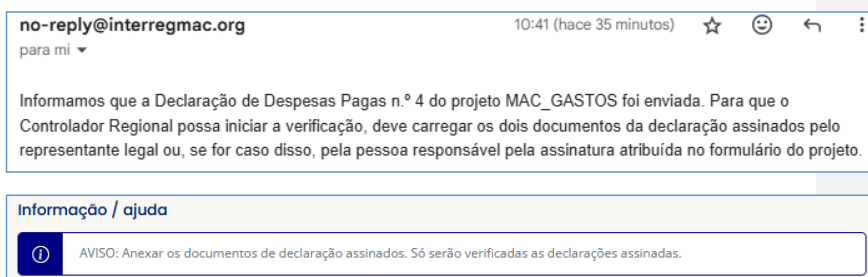 no-reply@interregmac.org 10:41 (hace 35 minutos)
para mí
Informamos que a Declaração de Despesas Pagas n.º 4 do projeto MAC_GASTOS foi enviada. Para que o
Controlador Regional possa iniciar a verificação, deve carregar os dois documentos da declaração assinados pelo
representante legal ou, se for caso disso, pela pessoa responsável pela assinatura atribuída no formulário do projeto.
Informação / ajuda
AVISO: Anexar os documentos de declaração assinados. Só serão verificadas as declarações assinadas.